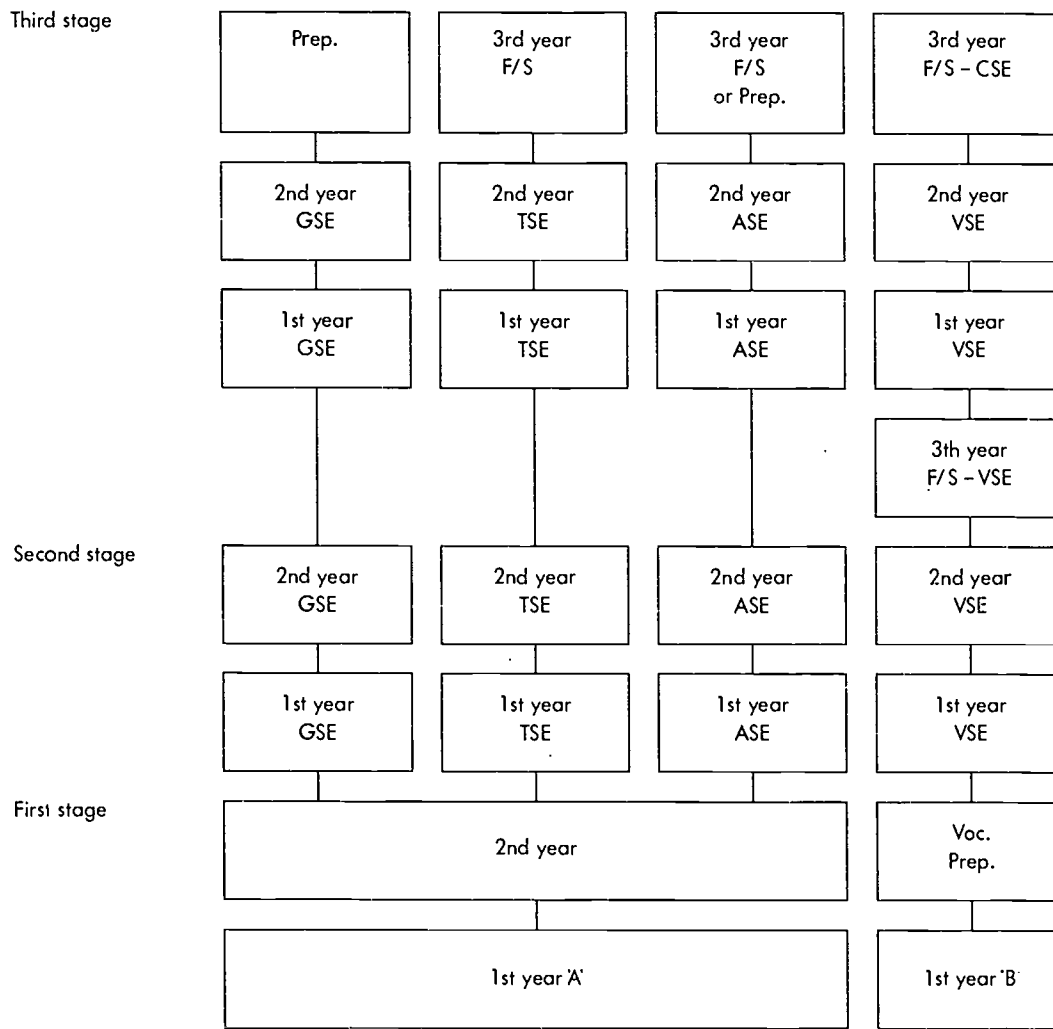 Third stage
Prep.
3rd year
F/S
3rd year
F/S
or Prep.
3rd year
F/S – CSE
2nd year
GSE
2nd year
TSE
2nd year
ASE
2nd year
VSE
1st year
GSE
1st year
TSE
1st year
ASE
1st year
VSE
3th year
F/S – VSE
Second stage
2nd year
GSE
2nd year
TSE
2nd year
ASE
2nd year
VSE
1st year
GSE
1st year
TSE
1st year
ASE
1st year
VSE
First stage
2nd year
Voc.
Prep.
1st year 'A'
1st year 'B'